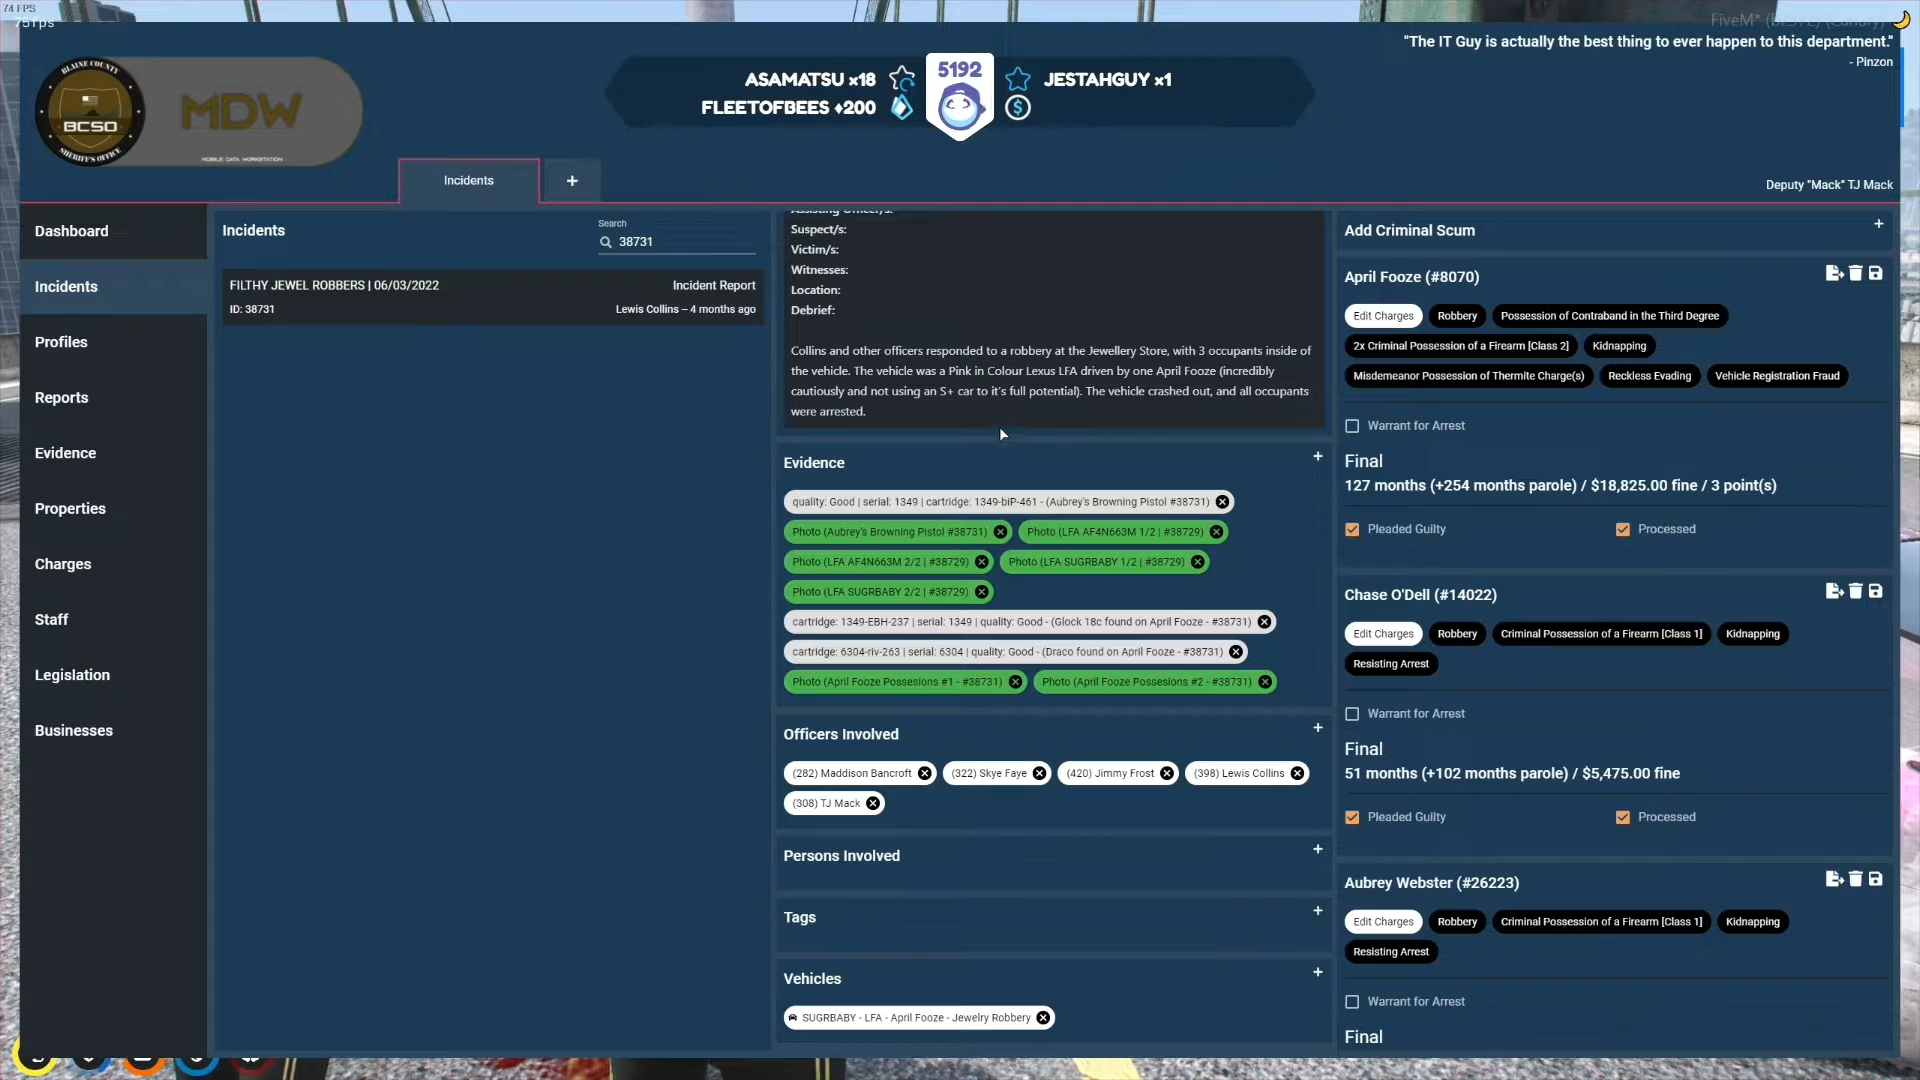 74 FPS
75fps
FiveM®
"The IT Guy is actually the best thing to ever happen to this department."
- Pinzon
BLAINE COUNTY
BCSO
SHERIFF'S OFFICE
MDW
MOBILE DATA WORKSTATION
ASAMATSU ×18
5192
JESTAHGUY ×1
FLEETOFBEES +200
Incidents
+
Deputy "Mack" TJ Mack
Dashboard
Incidents
Profiles
Reports
Evidence
Properties
Charges
Staff
Legislation
Businesses
Incidents
Search
38731
FILTHY JEWEL ROBBERS | 06/03/2022
Incident Report
ID: 38731
Lewis Collins – 4 months ago
Assisting Officer/s:
Suspect/s:
Victim/s:
Witnesses:
Location:
Debrief:
Collins and other officers responded to a robbery at the Jewellery Store, with 3 occupants inside of
the vehicle. The vehicle was a Pink in Colour Lexus LFA driven by one April Fooze (incredibly
cautiously and not using an S+ car to it's full potential). The vehicle crashed out, and all occupants
were arrested.
Evidence
+
quality: Good | serial: 1349 | cartridge: 1349-biP-461 - (Aubrey's Browning Pistol #38731)
Photo (Aubrey's Browning Pistol #38731) Photo (LFA AF4N663M 1/2 | #38729)
Photo (LFA AF4N663M 2/2 | #38729) Photo (LFA SUGRBABY 1/2 | #38729)
Photo (LFA SUGRBABY 2/2 | #38729)
cartridge: 1349-EBH-237 | serial: 1349 | quality: Good - (Glock 18c found on April Fooze - #38731)
cartridge: 6304-riv-263 | serial: 6304 | quality: Good - (Draco found on April Fooze - #38731)
Photo (April Fooze Possesions #1 - #38731) Photo (April Fooze Possesions #2 - #38731)
Officers Involved
+
(282) Maddison Bancroft (322) Skye Faye (420) Jimmy Frost (398) Lewis Collins
(308) TJ Mack
Persons Involved
+
Tags
+
Vehicles
+
SUGRBABY - LFA - April Fooze - Jewelry Robbery
Add Criminal Scum
+
April Fooze (#8070)
Edit Charges Robbery Possession of Contraband in the Third Degree
2x Criminal Possession of a Firearm [Class 2] Kidnapping
Misdemeanor Possession of Thermite Charge(s) Reckless Evading Vehicle Registration Fraud
Warrant for Arrest
Final
127 months (+254 months parole) / $18,825.00 fine / 3 point(s)
Pleaded Guilty Processed
Chase O'Dell (#14022)
Edit Charges Robbery Criminal Possession of a Firearm [Class 1] Kidnapping
Resisting Arrest
Warrant for Arrest
Final
51 months (+102 months parole) / $5,475.00 fine
Pleaded Guilty Processed
Aubrey Webster (#26223)
Edit Charges Robbery Criminal Possession of a Firearm [Class 1] Kidnapping
Resisting Arrest
Warrant for Arrest
Final